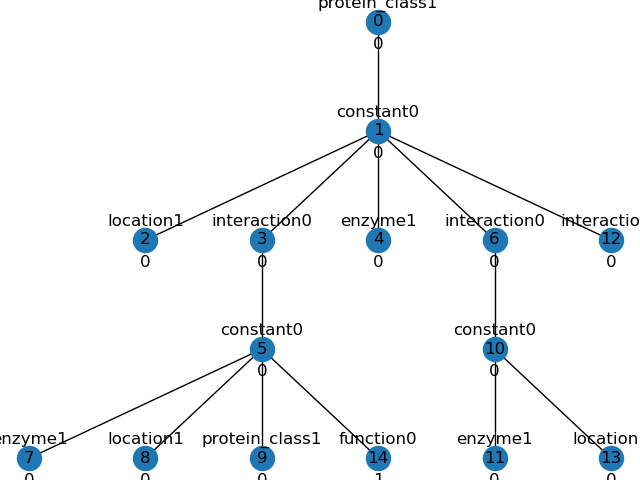 protein_class1
0
0
constant0
1
0
location1 interaction0 enzyme1 interaction0 interactio
2 3 4 6 12
0 0 0 0 0
constant0 constant0
5 10
0 0
enzyme1 location1 protein_class1 function0 enzyme1 location
7 8 9 14 11 13
0 0 0 1 0 0